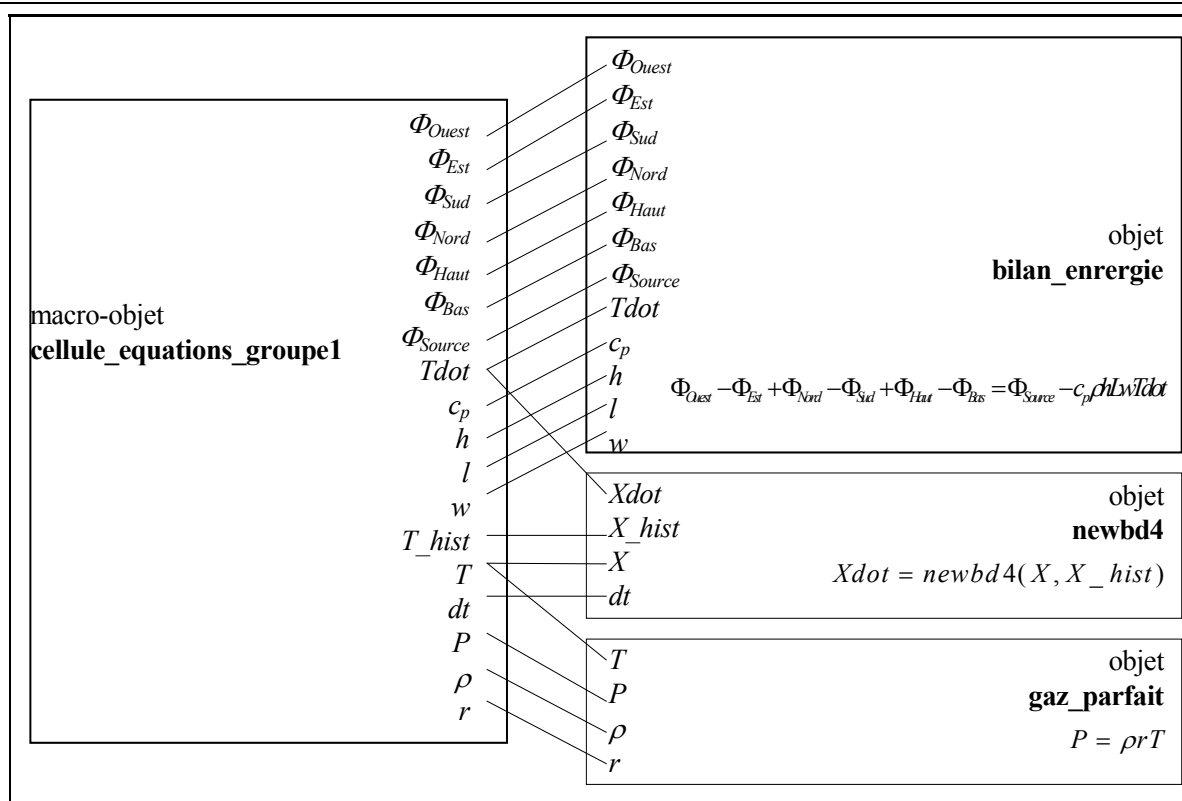 macro-objet
cellule_equations_groupe1
Φ_Ouest
Φ_Est
Φ_Sud
Φ_Nord
Φ_Haut
Φ_Bas
Φ_Source
Tdot
c_p
h
l
w
T_hist
T
dt
P
ρ
r
Φ_Ouest
Φ_Est
Φ_Sud
Φ_Nord
Φ_Haut
Φ_Bas
Φ_Source
Tdot
c_p
h
l
w
objet
bilan_enrergie
Φ_Ouest − Φ_Est + Φ_Nord − Φ_Sud + Φ_Haut − Φ_Bas = Φ_Source − c_p ρhLwTdot
Xdot
X_hist
X
dt
objet
newbd4
Xdot = newbd4(X, X_hist)
T
P
ρ
r
objet
gaz_parfait
P = ρrT